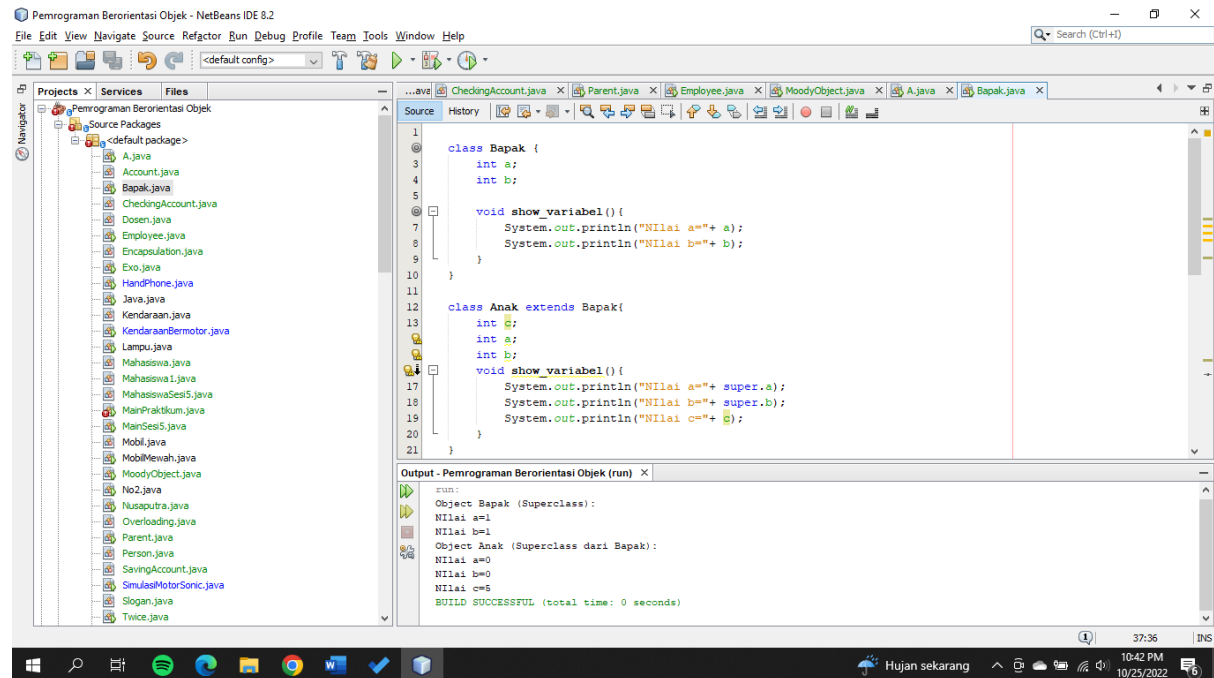 Pemrograman Berorientasi Objek - NetBeans IDE 8.2
File Edit View Navigate Source Refactor Run Debug Profile Team Tools Window Help
Search (Ctrl+I)
<default config>
Projects Services Files
Navigator
Pemrograman Berorientasi Objek
Source Packages
<default package>
A.java
Account.java
Bapak.java
CheckingAccount.java
Dosen.java
Employee.java
Encapsulation.java
Exo.java
HandPhone.java
Java.java
Kendaraan.java
KendaraanBermotor.java
Lampu.java
Mahasiswa.java
Mahasiswa1.java
MahasiswaSesi5.java
MainPraktikum.java
MainSesi5.java
Mobil.java
MobilMewah.java
MoodyObject.java
No2.java
Nusaputra.java
Overloading.java
Parent.java
Person.java
SavingAccount.java
SimulasiMotorSonic.java
Slogan.java
Twice.java
...ava CheckingAccount.java Parent.java Employee.java MoodyObject.java A.java Bapak.java
Source History
1
class Bapak {
3 int a;
4 int b;
5
void show_variabel(){
7 System.out.println("NIlai a="+ a);
8 System.out.println("NIlai b="+ b);
9 }
10 }
11
12 class Anak extends Bapak{
13 int c;
int a;
int b;
void show_variabel(){
17 System.out.println("NIlai a="+ super.a);
18 System.out.println("NIlai b="+ super.b);
19 System.out.println("NIlai c="+ c);
20 }
21 }
Output - Pemrograman Berorientasi Objek (run)
run:
Object Bapak (Superclass):
NIlai a=1
NIlai b=1
Object Anak (Superclass dari Bapak):
NIlai a=0
NIlai b=0
NIlai c=5
BUILD SUCCESSFUL (total time: 0 seconds)
1 37:36 INS
Hujan sekarang
10:42 PM
10/25/2022
6